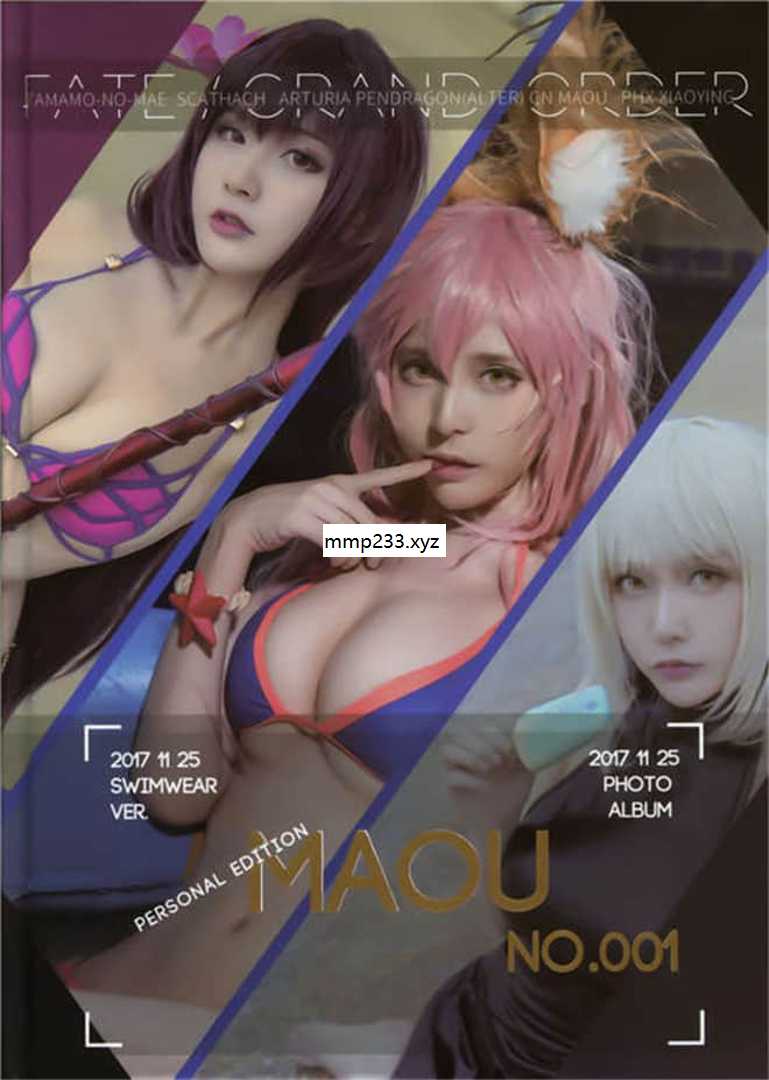 FATE / GRAND ORDER
TAMAMO-NO-MAE SCATHACH ARTURIA PENDRAGON(ALTER) CN MAOU PHX XIAOYING
mmp233.xyz
2017 11 25
SWIMWEAR
VER.
2017 11 25
PHOTO
ALBUM
PERSONAL EDITION
MAOU
NO.001